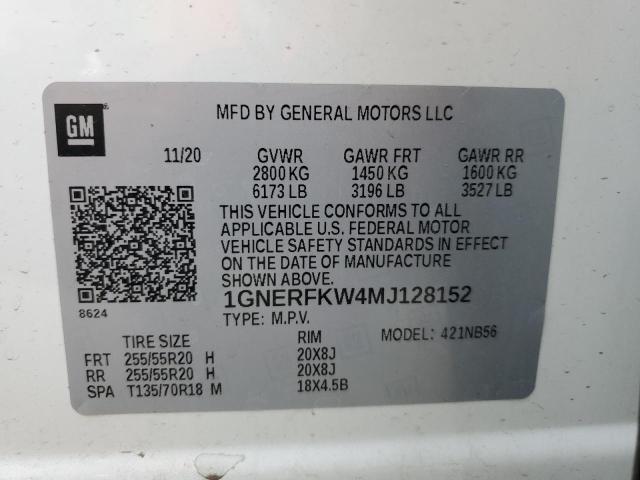 GM
MFD BY GENERAL MOTORS LLC
11/20 GVWR GAWR FRT GAWR RR
2800 KG 1450 KG 1600 KG
6173 LB 3196 LB 3527 LB
THIS VEHICLE CONFORMS TO ALL
APPLICABLE U.S. FEDERAL MOTOR
VEHICLE SAFETY STANDARDS IN EFFECT
ON THE DATE OF MANUFACTURE
SHOWN ABOVE.
8624
1GNERFKW4MJ128152
TYPE: M.P.V. MODEL: 421NB56
TIRE SIZE RIM
FRT 255/55R20 H 20X8J
RR 255/55R20 H 20X8J
SPA T135/70R18 M 18X4.5B